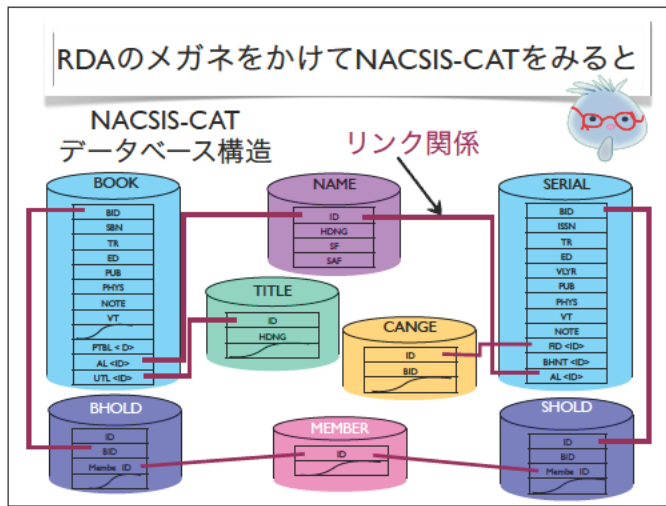 RDAのメガネをかけてNACSIS-CATをみると
NACSIS-CAT
データベース構造
リンク関係
BOOK
BID
SBN
TR
ED
PUB
PHYS
NOTE
VT
PTBL < D>
AL <ID>
UTL <ID>
NAME
ID
HDNG
SF
SAF
SERIAL
BID
ISSN
TR
ED
VLYR
PUB
PHYS
VT
NOTE
FID <ID>
BHNT <ID>
AL <ID>
TITLE
ID
HDNG
CANGE
ID
BID
BHOLD
ID
BID
Membe ID
MEMBER
ID
SHOLD
ID
BID
Membe ID